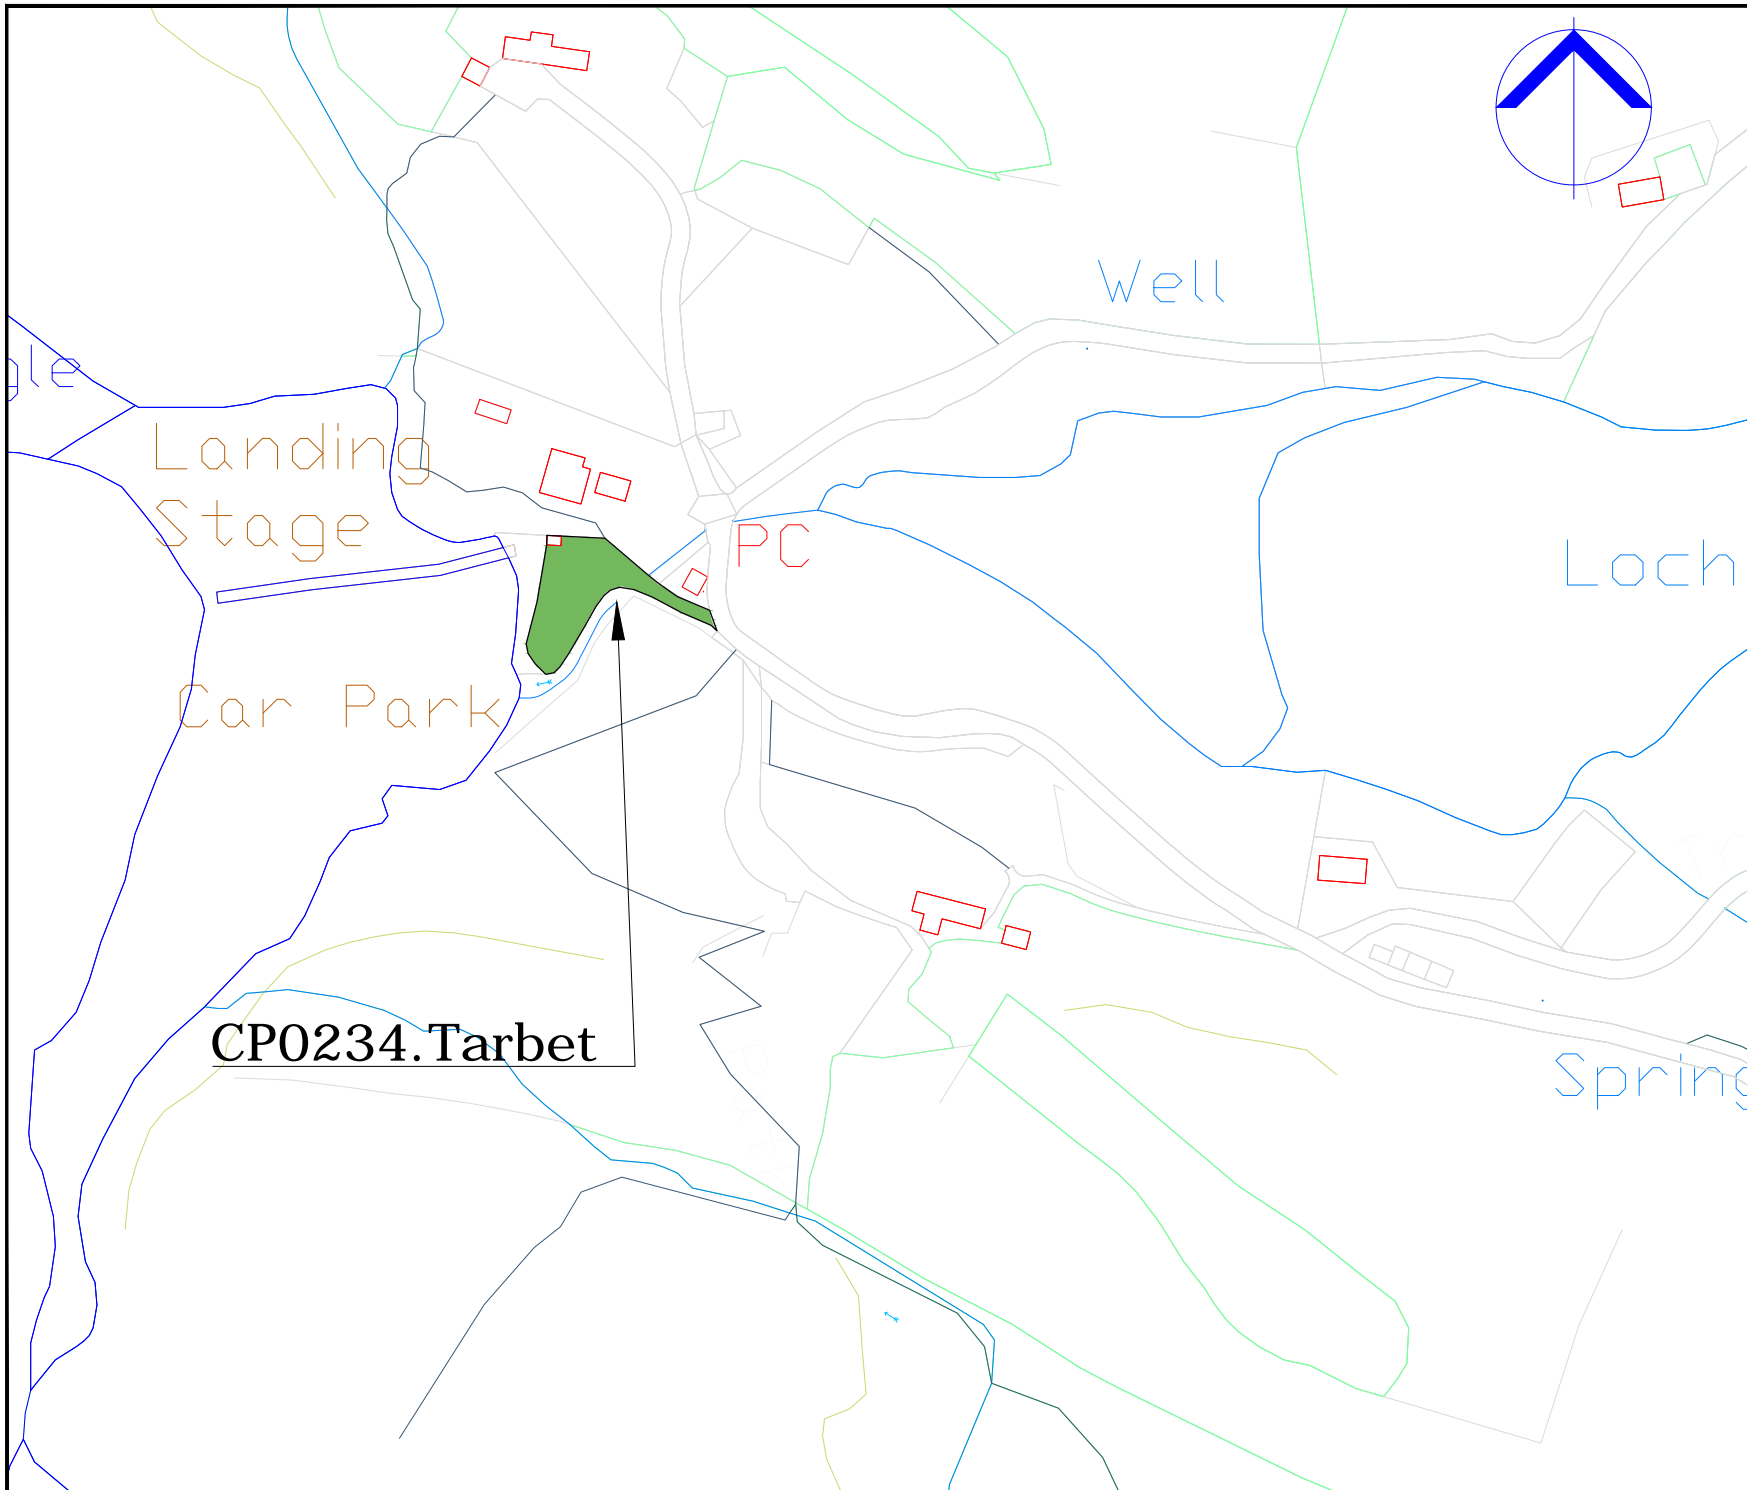 Well
gle
Landing
Stage
PC
Loch
Car Park
CP0234.Tarbet
Spring